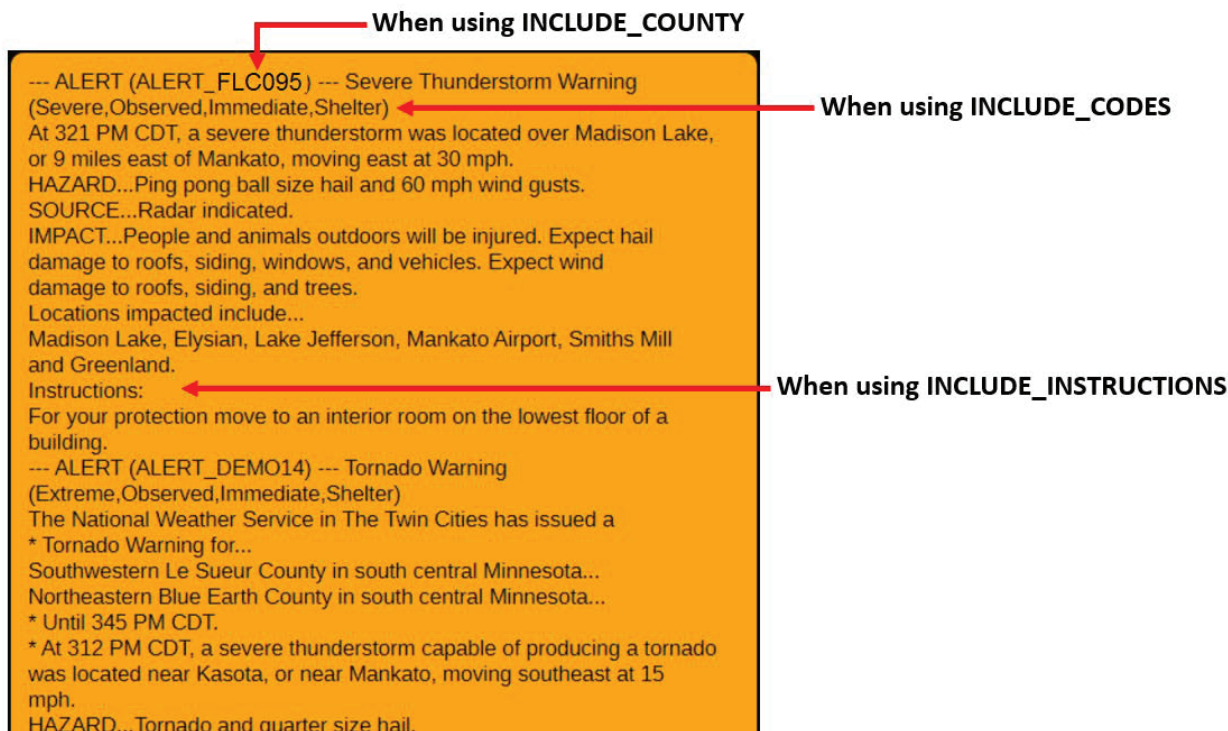 When using INCLUDE_COUNTY
--- ALERT (ALERT_FLC095) --- Severe Thunderstorm Warning
(Severe,Observed,Immediate,Shelter)
When using INCLUDE_CODES
At 321 PM CDT, a severe thunderstorm was located over Madison Lake,
or 9 miles east of Mankato, moving east at 30 mph.
HAZARD...Ping pong ball size hail and 60 mph wind gusts.
SOURCE...Radar indicated.
IMPACT...People and animals outdoors will be injured. Expect hail
damage to roofs, siding, windows, and vehicles. Expect wind
damage to roofs, siding, and trees.
Locations impacted include...
Madison Lake, Elysian, Lake Jefferson, Mankato Airport, Smiths Mill
and Greenland.
Instructions:
When using INCLUDE_INSTRUCTIONS
For your protection move to an interior room on the lowest floor of a
building.
--- ALERT (ALERT_DEMO14) --- Tornado Warning
(Extreme,Observed,Immediate,Shelter)
The National Weather Service in The Twin Cities has issued a
* Tornado Warning for...
Southwestern Le Sueur County in south central Minnesota...
Northeastern Blue Earth County in south central Minnesota...
* Until 345 PM CDT.
* At 312 PM CDT, a severe thunderstorm capable of producing a tornado
was located near Kasota, or near Mankato, moving southeast at 15
mph.
HAZARD...Tornado and quarter size hail.